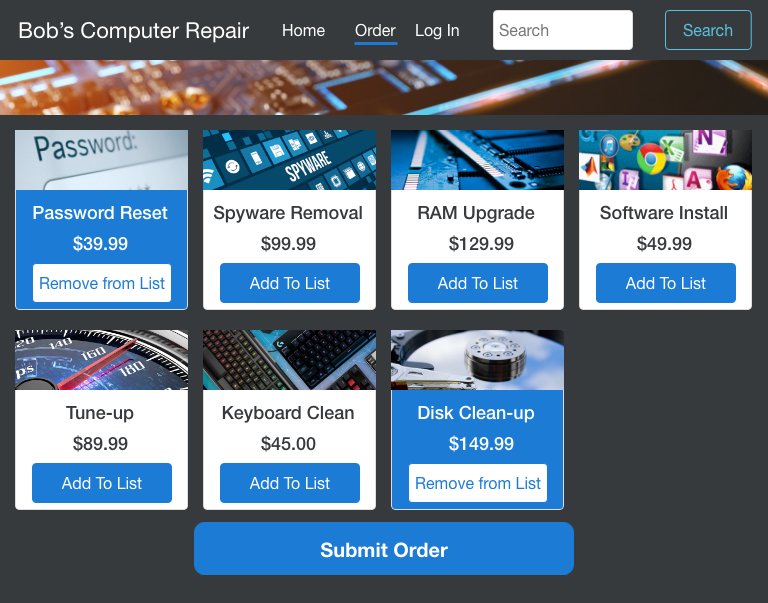 Bob’s Computer Repair
Home
Order
Log In
Search
Search
Password:
SPYWARE
N
A
Password Reset
Spyware Removal
RAM Upgrade
Software Install
$39.99
$99.99
$129.99
$49.99
Remove from List
Add To List
Add To List
Add To List
120
140
160
180
Tune-up
Keyboard Clean
Disk Clean-up
$89.99
$45.00
$149.99
Add To List
Add To List
Remove from List
Submit Order